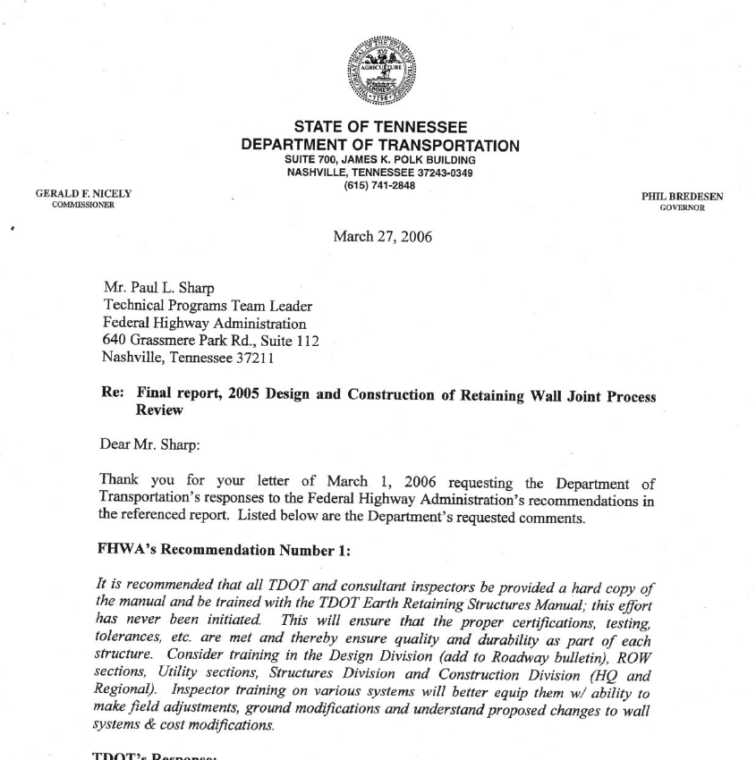 AGRICULTURE
1796
STATE OF TENNESSEE
DEPARTMENT OF TRANSPORTATION
SUITE 700, JAMES K. POLK BUILDING
NASHVILLE, TENNESSEE 37243-0349
(615) 741-2848
GERALD F. NICELY
COMMISSIONER
PHIL BREDESEN
GOVERNOR
March 27, 2006
Mr. Paul L. Sharp
Technical Programs Team Leader
Federal Highway Administration
640 Grassmere Park Rd., Suite 112
Nashville, Tennessee 37211
Re: Final report, 2005 Design and Construction of Retaining Wall Joint Process
Review
Dear Mr. Sharp:
Thank you for your letter of March 1, 2006 requesting the Department of
Transportation's responses to the Federal Highway Administration's recommendations in
the referenced report. Listed below are the Department's requested comments.
FHWA's Recommendation Number 1:
It is recommended that all TDOT and consultant inspectors be provided a hard copy of
the manual and be trained with the TDOT Earth Retaining Structures Manual; this effort
has never been initiated. This will ensure that the proper certifications, testing,
tolerances, etc. are met and thereby ensure quality and durability as part of each
structure. Consider training in the Design Division (add to Roadway bulletin), ROW
sections, Utility sections, Structures Division and Construction Division (HQ and
Regional). Inspector training on various systems will better equip them w/ ability to
make field adjustments, ground modifications and understand proposed changes to wall
systems & cost modifications.
TDOT's Response: